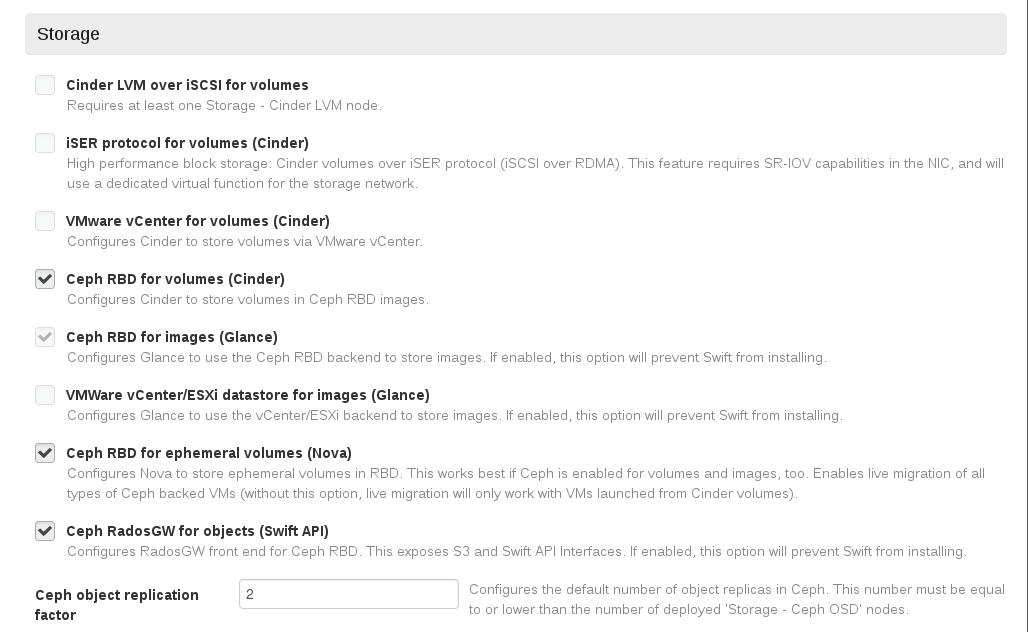 Storage
Cinder LVM over iSCSI for volumes
Requires at least one Storage - Cinder LVM node.
iSER protocol for volumes (Cinder)
High performance block storage: Cinder volumes over iSER protocol (iSCSI over RDMA). This feature requires SR-IOV capabilities in the NIC, and will
use a dedicated virtual function for the storage network.
VMware vCenter for volumes (Cinder)
Configures Cinder to store volumes via VMware vCenter.
Ceph RBD for volumes (Cinder)
Configures Cinder to store volumes in Ceph RBD images.
Ceph RBD for images (Glance)
Configures Glance to use the Ceph RBD backend to store images. If enabled, this option will prevent Swift from installing.
VMWare vCenter/ESXi datastore for images (Glance)
Configures Glance to use the vCenter/ESXi backend to store images. If enabled, this option will prevent Swift from installing.
Ceph RBD for ephemeral volumes (Nova)
Configures Nova to store ephemeral volumes in RBD. This works best if Ceph is enabled for volumes and images, too. Enables live migration of all
types of Ceph backed VMs (without this option, live migration will only work with VMs launched from Cinder volumes).
Ceph RadosGW for objects (Swift API)
Configures RadosGW front end for Ceph RBD. This exposes S3 and Swift API Interfaces. If enabled, this option will prevent Swift from installing.
Ceph object replication
factor
2
Configures the default number of object replicas in Ceph. This number must be equal
to or lower than the number of deployed 'Storage - Ceph OSD' nodes.